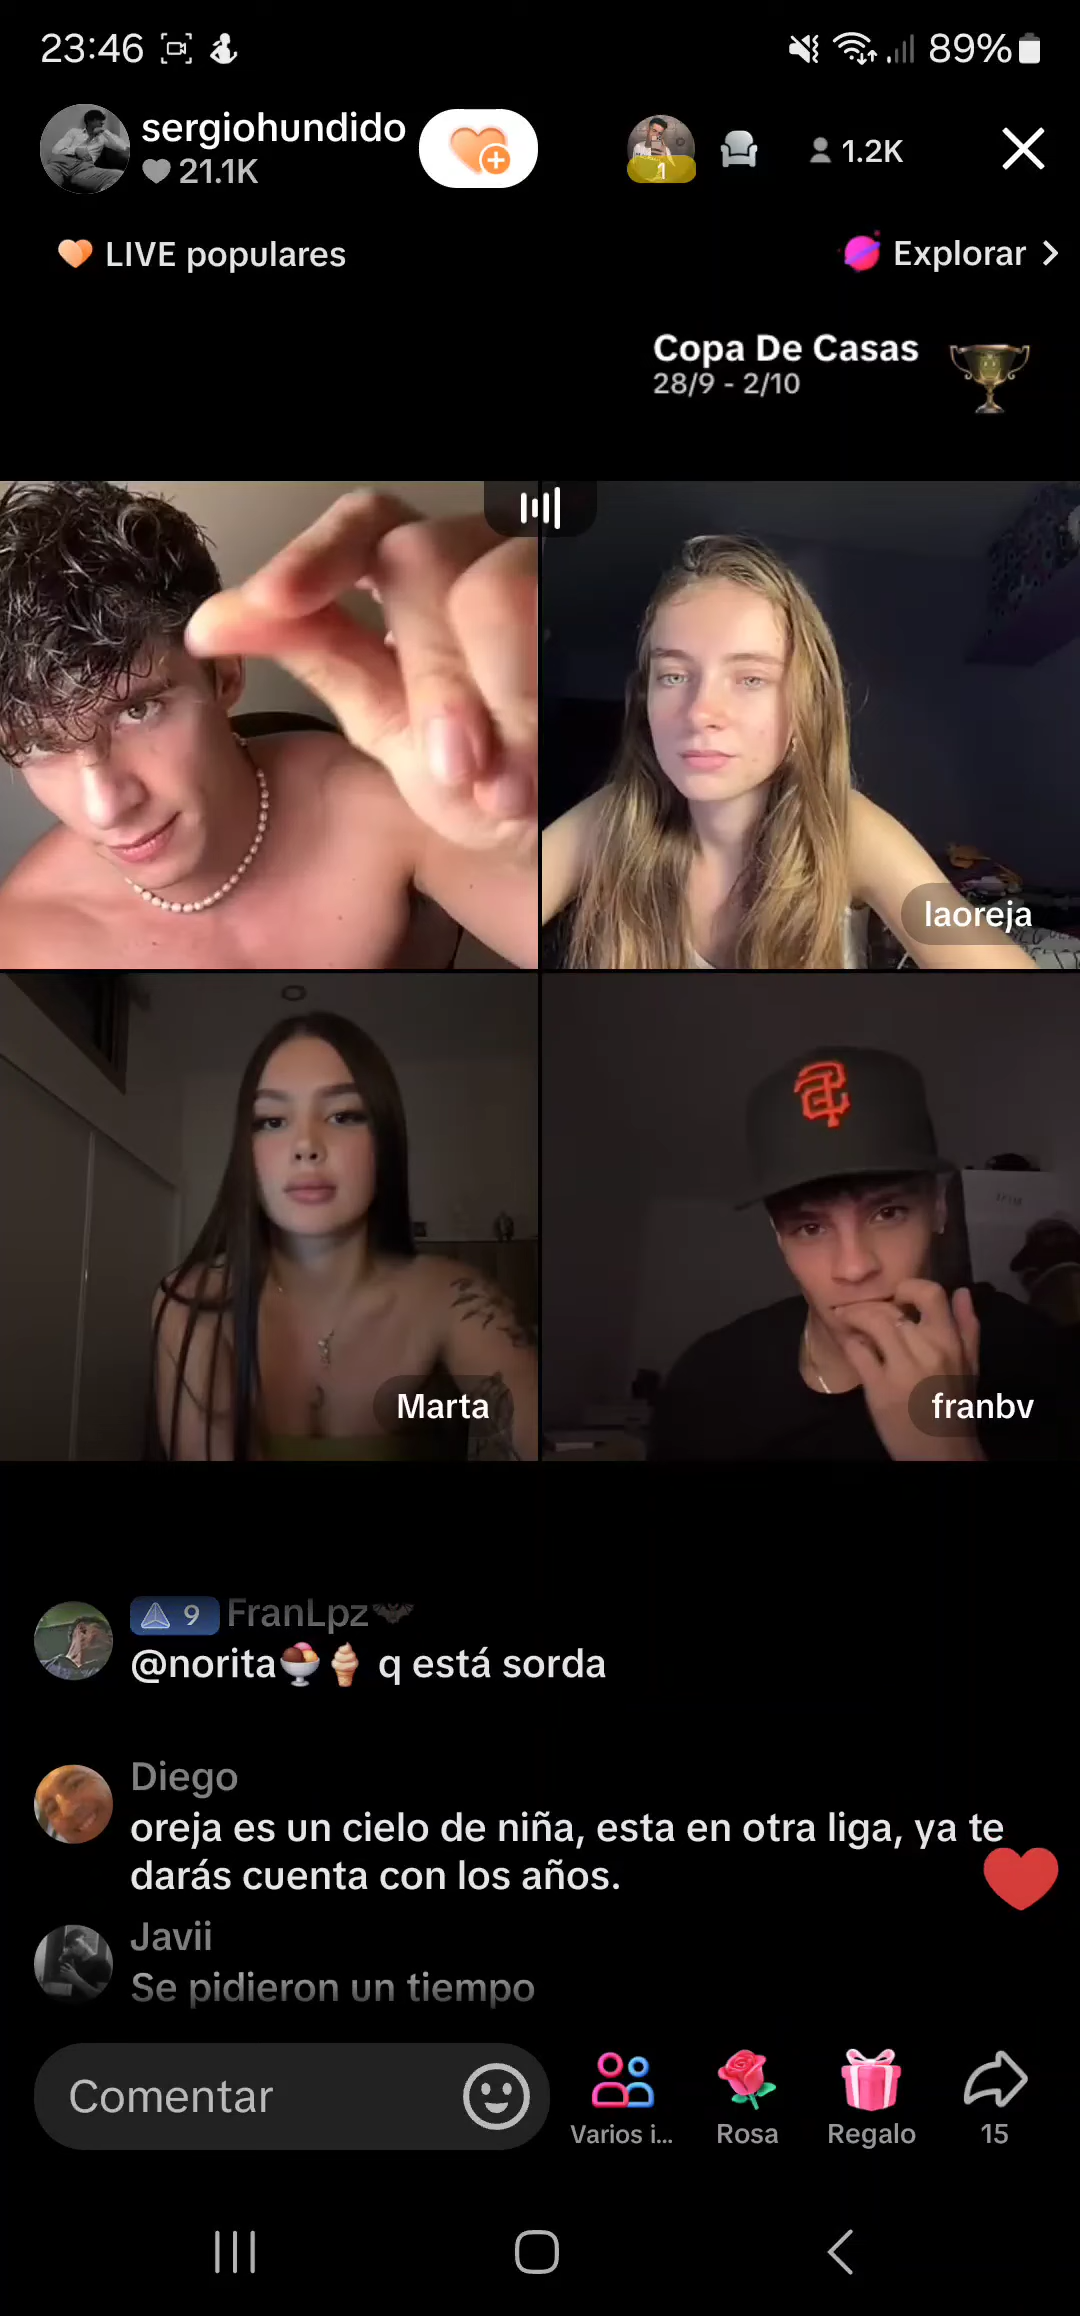 23:46 89%
sergiohundido
21.1K
1
1.2K
LIVE populares
Explorar
Copa De Casas
28/9 - 2/10
laoreja
Marta
franbv
9 FranLpz
@norita🍨🍦 q está sorda
Diego
oreja es un cielo de niña, esta en otra liga, ya te
darás cuenta con los años.
Javii
Se pidieron un tiempo
Comentar
Varios i...
Rosa
Regalo
15